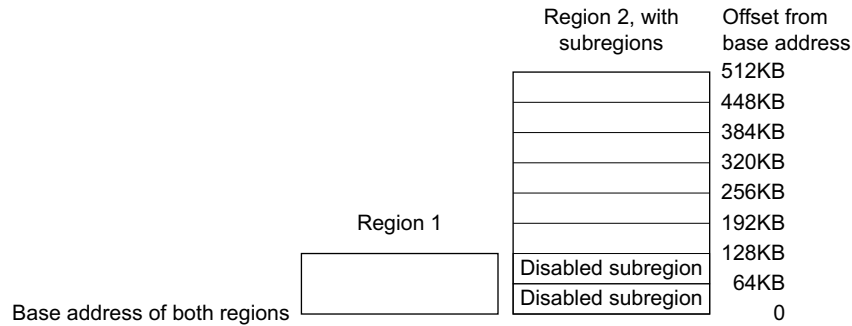 Region 2, with
subregions
Offset from
base address
512KB
448KB
384KB
320KB
256KB
192KB
Region 1
128KB
Disabled subregion
64KB
Disabled subregion
Base address of both regions
0